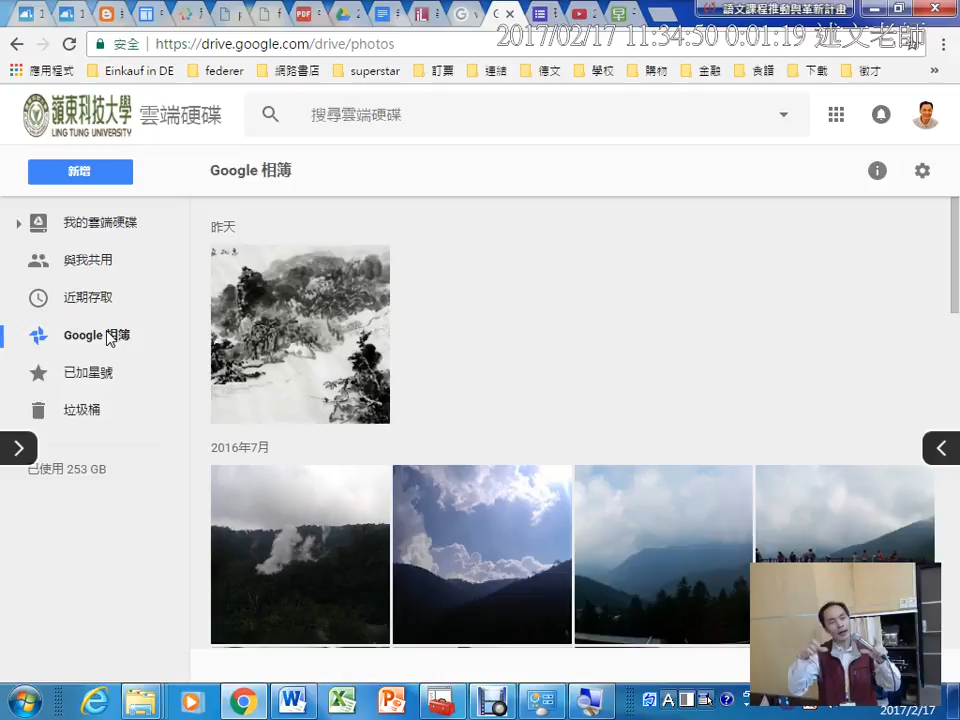 語文課程推動與革新計畫
安全 https://drive.google.com/drive/photos
2017/02/17 11:34:50 0:01:19 述文老師
應用程式 Einkauf in DE federer 網路書店 superstar 訂票 連結 德文 學校 購物 金融 食譜 下載 徵才 »
嶺東科技大學 雲端硬碟
LING TUNG UNIVERSITY
搜尋雲端硬碟
新增
Google 相簿
我的雲端硬碟
與我共用
近期存取
Google 相簿
已加星號
垃圾桶
已使用 253 GB
昨天
2016年7月
2017/2/17